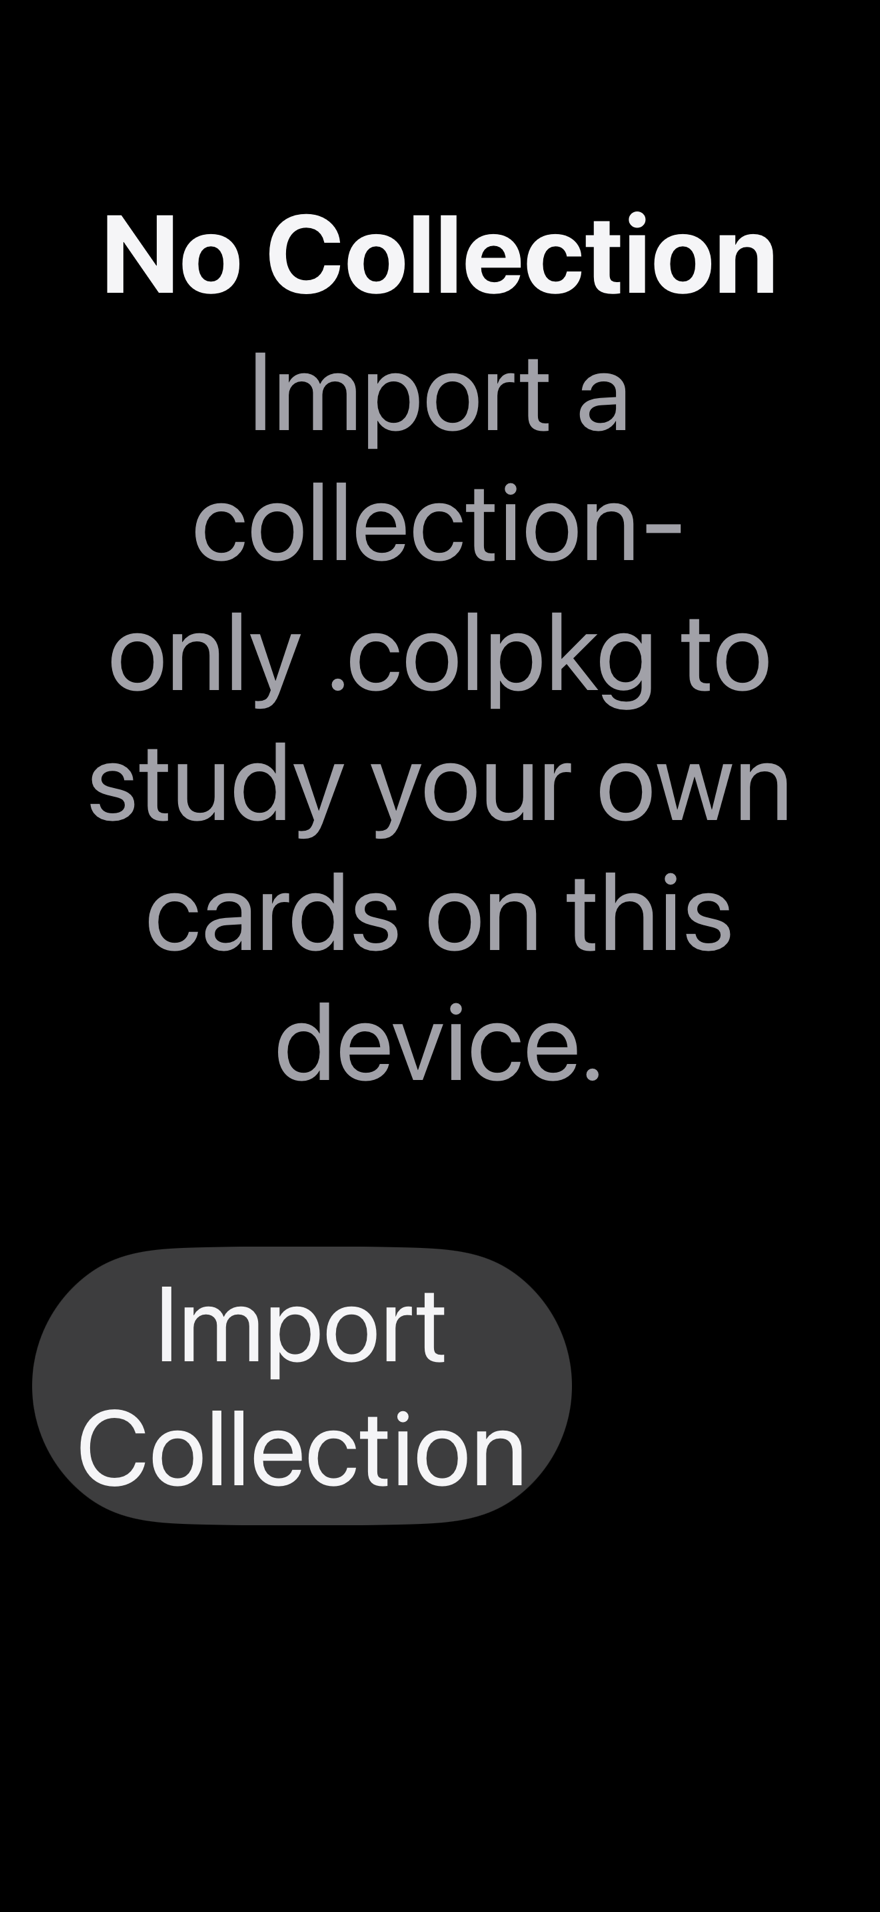 No Collection
Import a
collection-
only .colpkg to
study your own
cards on this
device.
Import
Collection